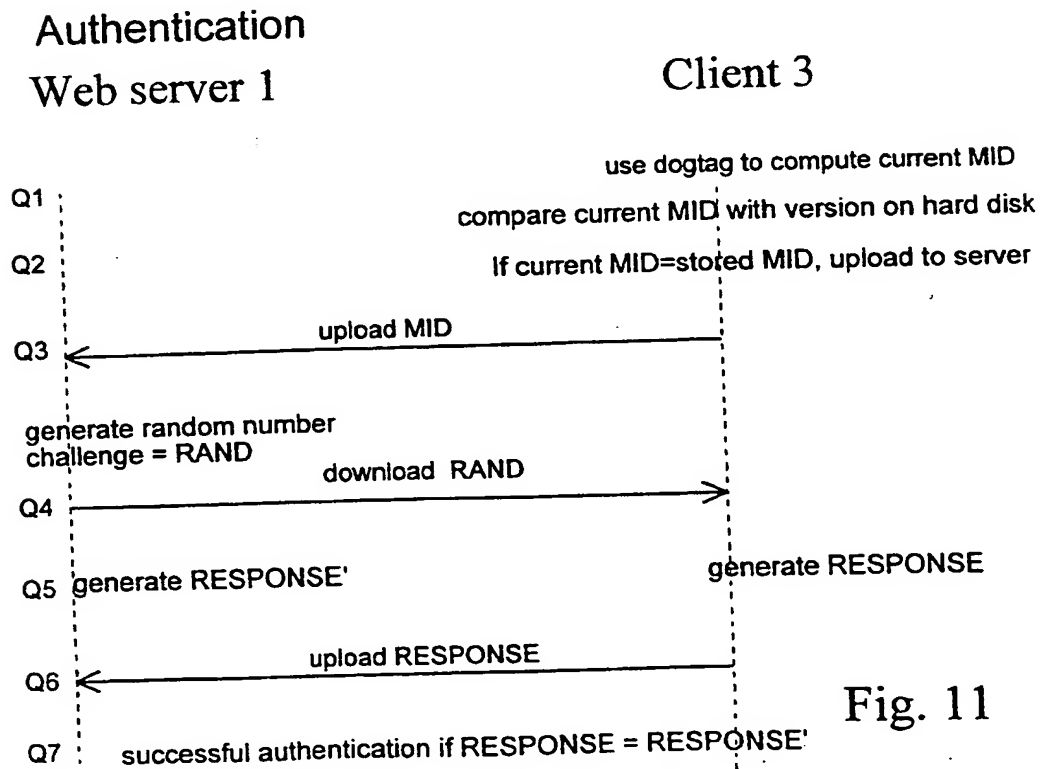 Authentication
Web server 1
Client 3
use dogtag to compute current MID
Q1
compare current MID with version on hard disk
Q2
If current MID=stored MID, upload to server
upload MID
Q3
generate random number
challenge = RAND
download RAND
Q4
Q5
generate RESPONSE'
generate RESPONSE
upload RESPONSE
Q6
Fig. 11
Q7
successful authentication if RESPONSE = RESPONSE'